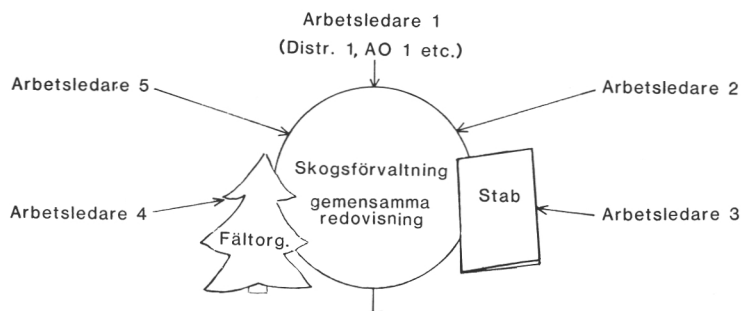 Arbetsledare 1
(Distr. 1, AO 1 etc.)
Arbetsledare 5
Arbetsledare 2
Skogsförvaltning
gemensamma
redovisning
Stab
Arbetsledare 4
Arbetsledare 3
Fältorg.